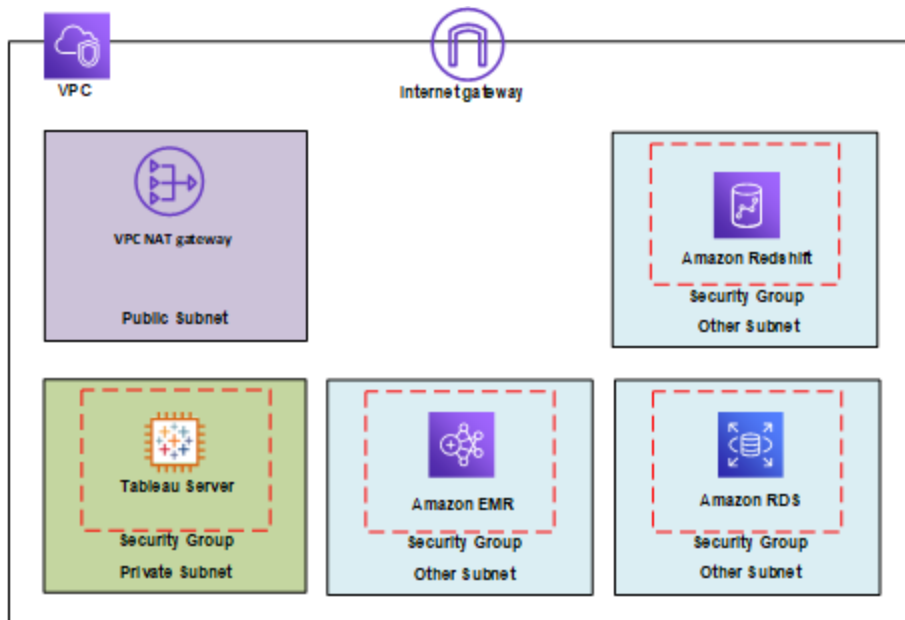 VPC
Internet gateway
VPC NAT gateway
Public Subnet
Amazon Redshift
Security Group
Other Subnet
Tableau Server
Security Group
Private Subnet
Amazon EMR
Security Group
Other Subnet
Amazon RDS
Security Group
Other Subnet